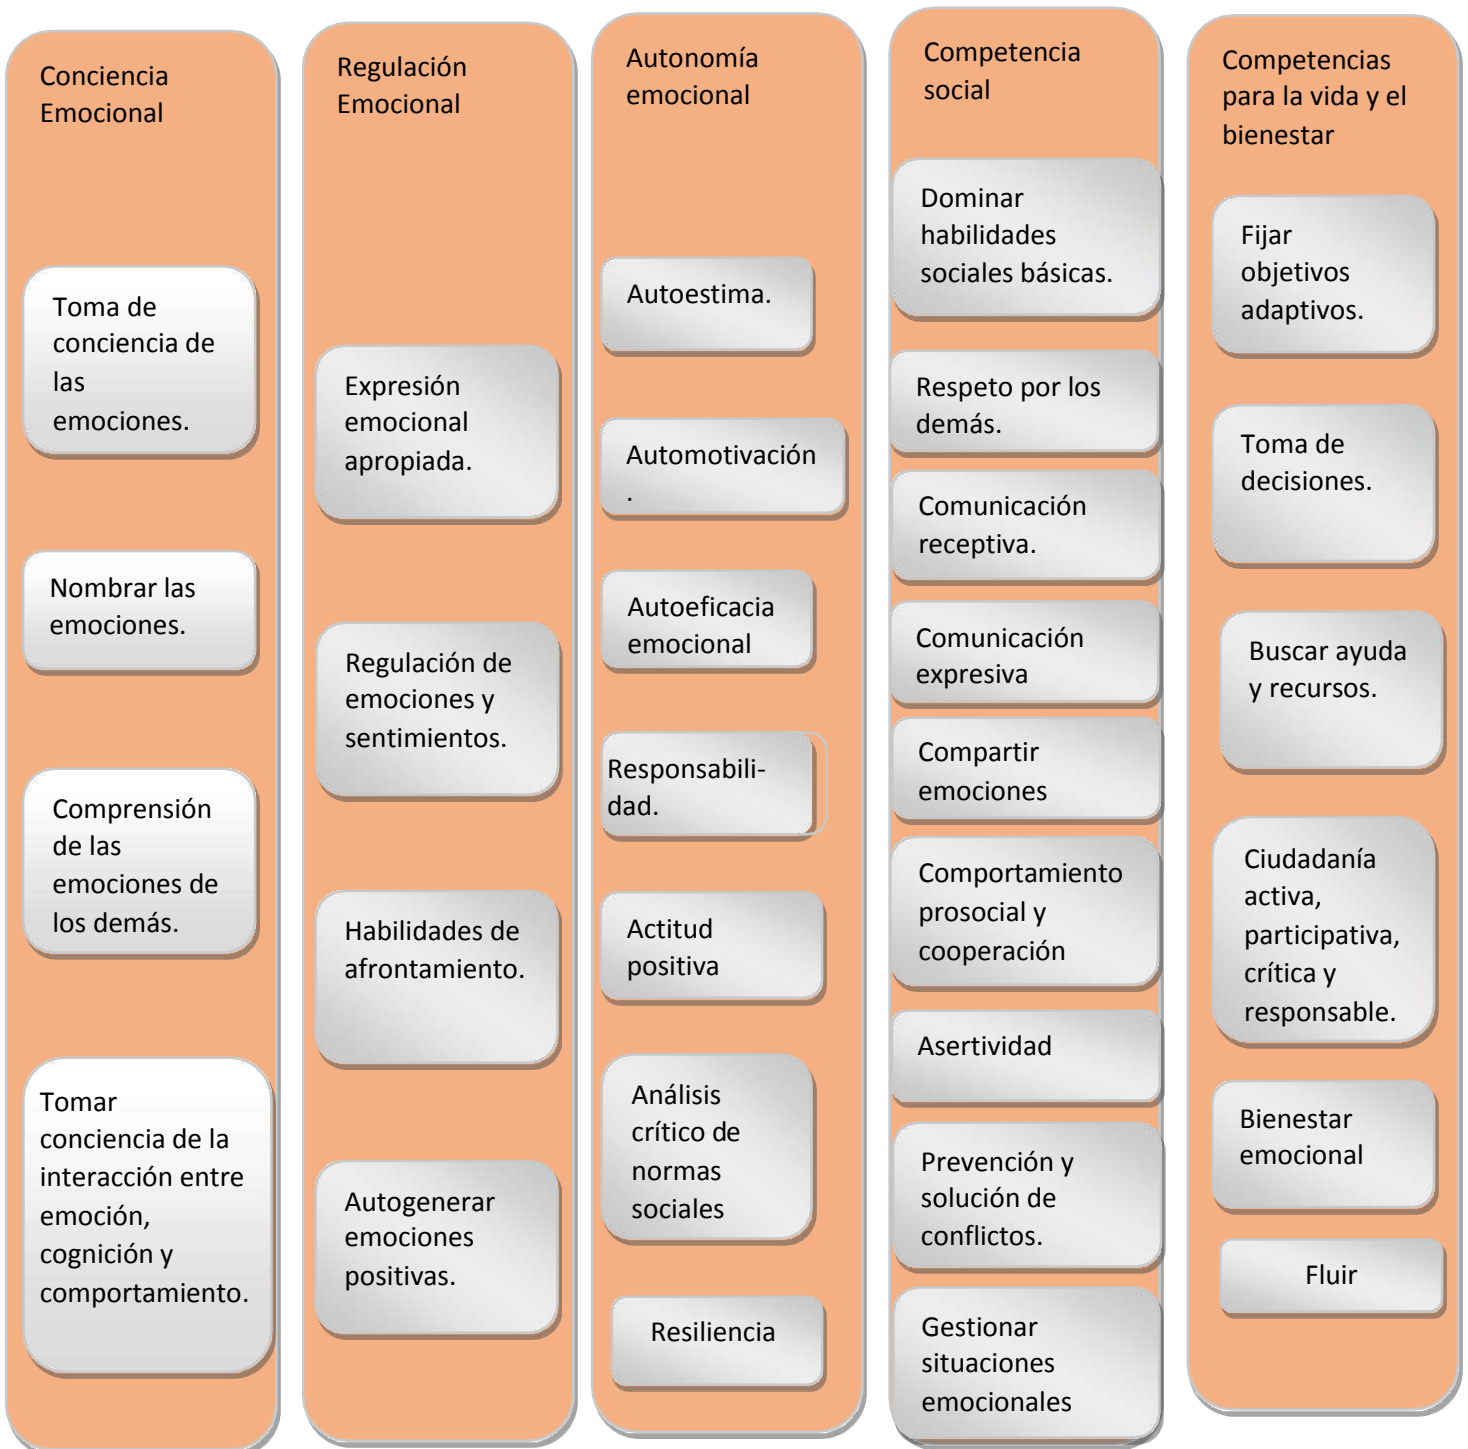 Conciencia
Emocional
Toma de
conciencia de
las
emociones.
Nombrar las
emociones.
Comprensión
de las
emociones de
los demás.
Tomar
conciencia de la
interacción entre
emoción,
cognición y
comportamiento.
Regulación
Emocional
Expresión
emocional
apropiada.
Regulación de
emociones y
sentimientos.
Habilidades de
afrontamiento.
Autogenerar
emociones
positivas.
Autonomía
emocional
Autoestima.
Automotivación
.
Autoeficacia
emocional
Responsabili-
dad.
Actitud
positiva
Análisis
crítico de
normas
sociales
Resiliencia
Competencia
social
Dominar
habilidades
sociales básicas.
Respeto por los
demás.
Comunicación
receptiva.
Comunicación
expresiva
Compartir
emociones
Comportamiento
prosocial y
cooperación
Asertividad
Prevención y
solución de
conflictos.
Gestionar
situaciones
emocionales
Competencias
para la vida y el
bienestar
Fijar
objetivos
adaptivos.
Toma de
decisiones.
Buscar ayuda
y recursos.
Ciudadanía
activa,
participativa,
crítica y
responsable.
Bienestar
emocional
Fluir